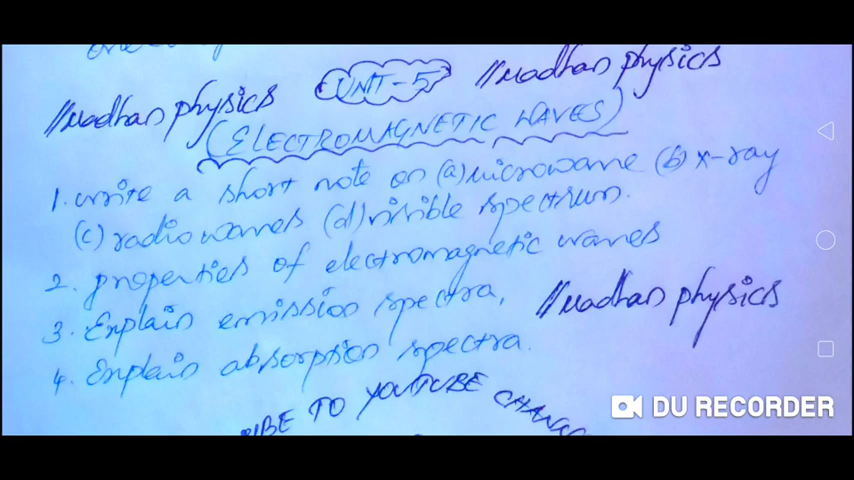 UNIT-5 //Madhan physics
//Madhan physics
(ELECTROMAGNETIC WAVES)
1. write a short note on (a) microwave (b) x-ray
(c) radio waves (d) visible spectrum.
2. properties of electromagnetic waves
3. Explain emission spectra.
//Madhan physics
4. Explain absorption spectra.
TO YOUTUBE
DU RECORDER